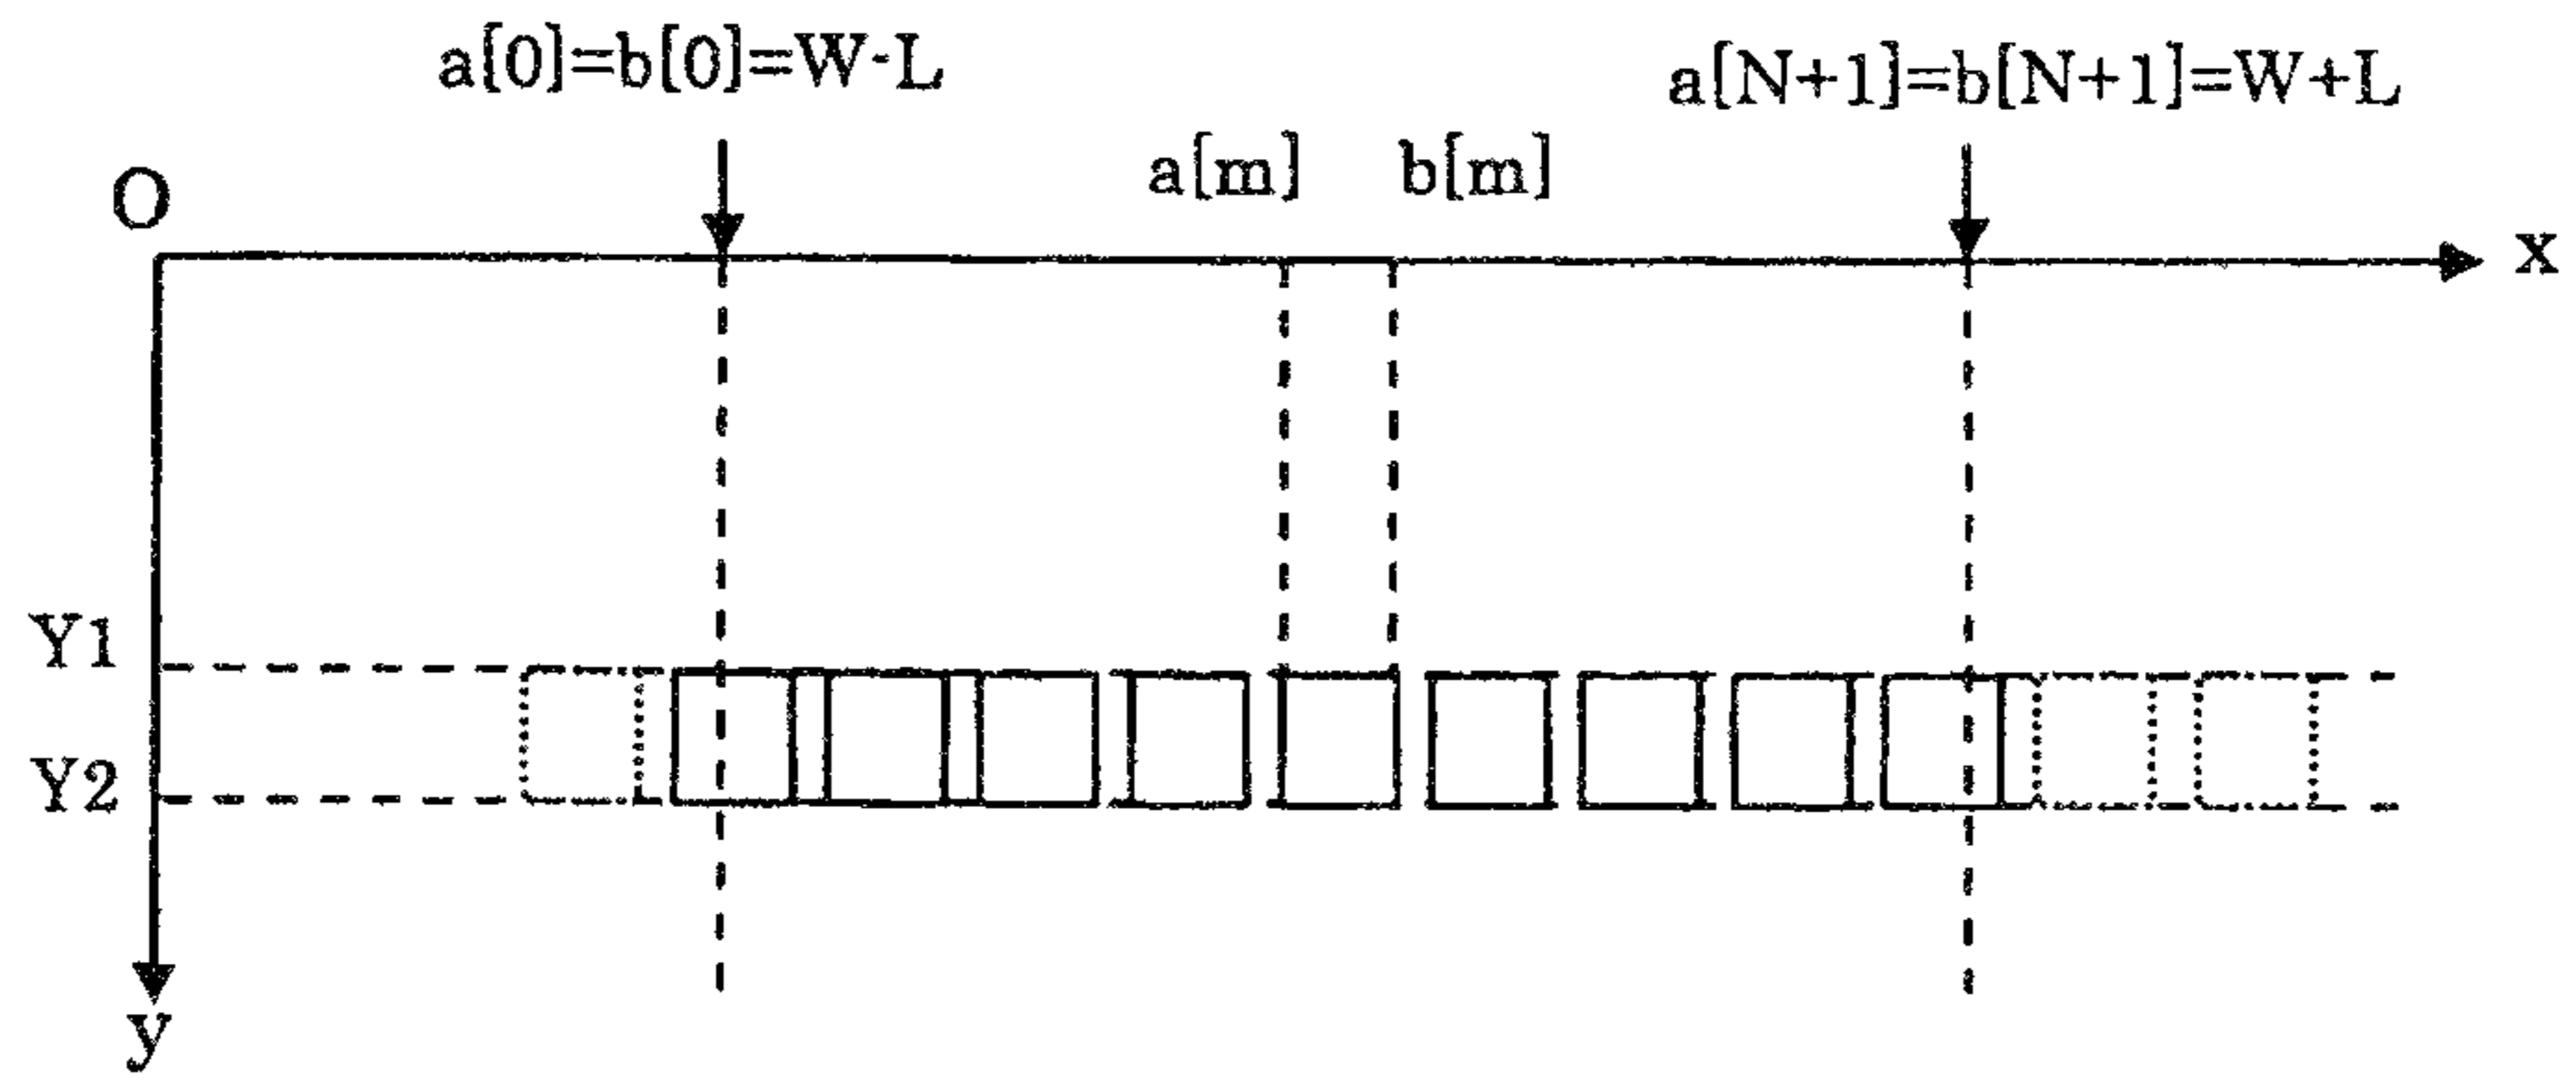 a[0]=b[0]=W-L
a[N+1]=b[N+1]=W+L
a[m]
b[m]
O
x
Y1
Y2
y